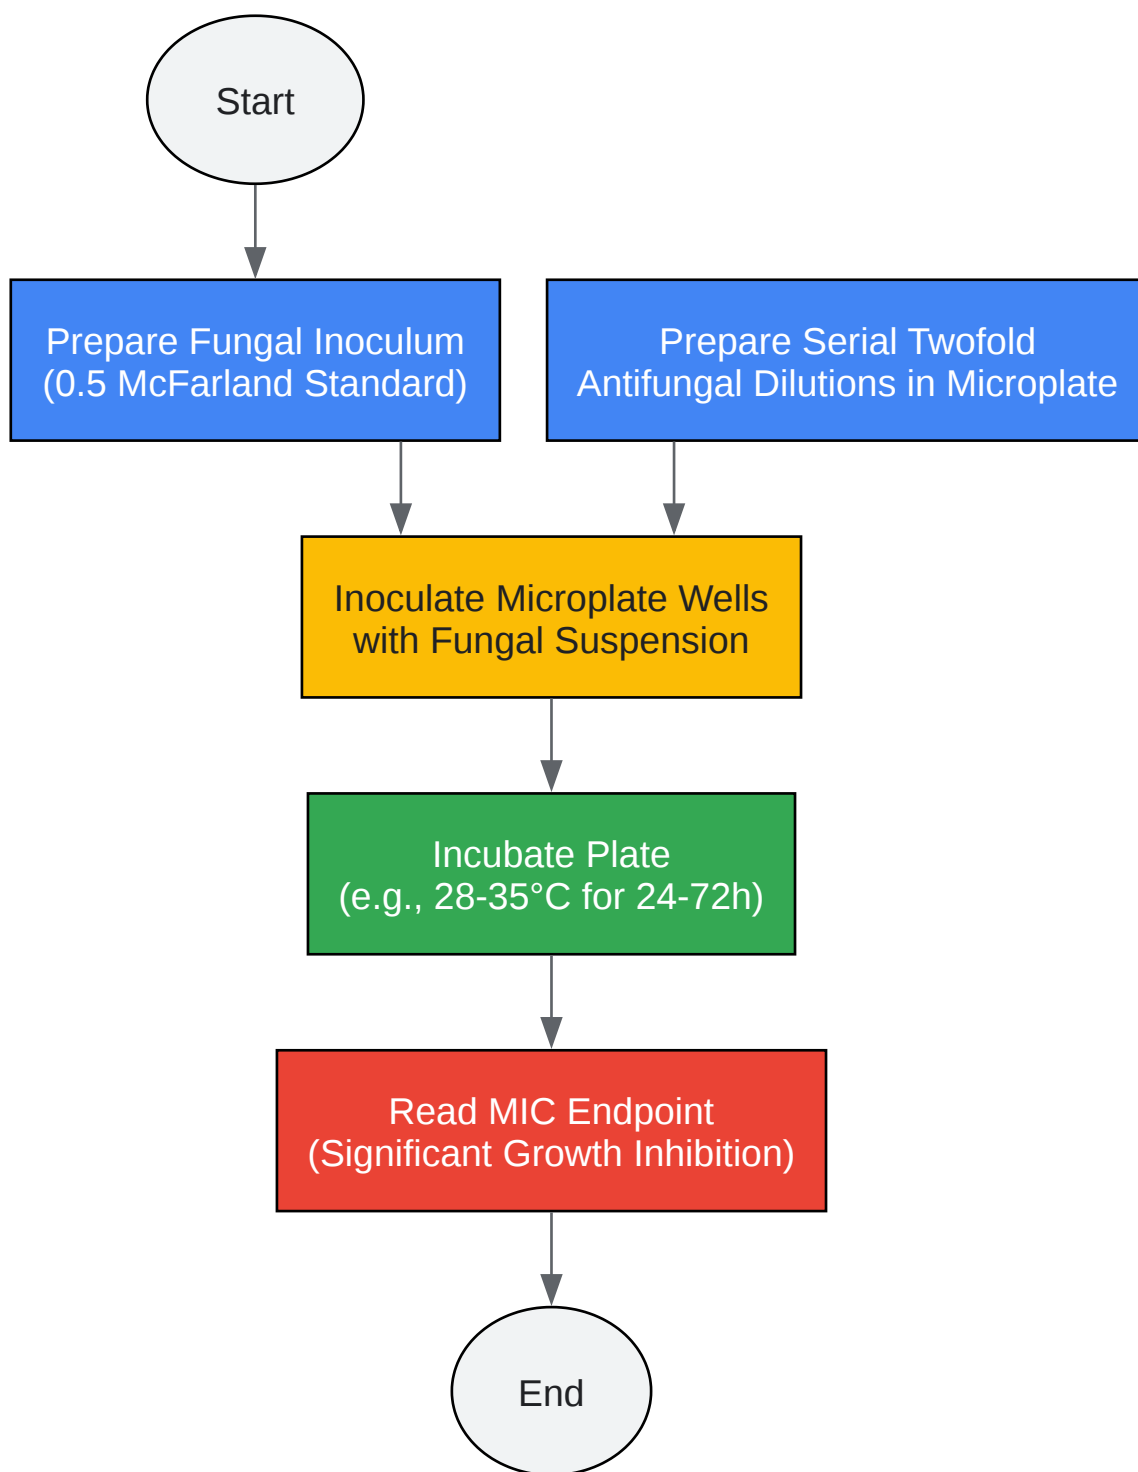 Start
Prepare Fungal Inoculum
(0.5 McFarland Standard)
Prepare Serial Twofold
Antifungal Dilutions in Microplate
Inoculate Microplate Wells
with Fungal Suspension
Incubate Plate
(e.g., 28-35°C for 24-72h)
Read MIC Endpoint
(Significant Growth Inhibition)
End